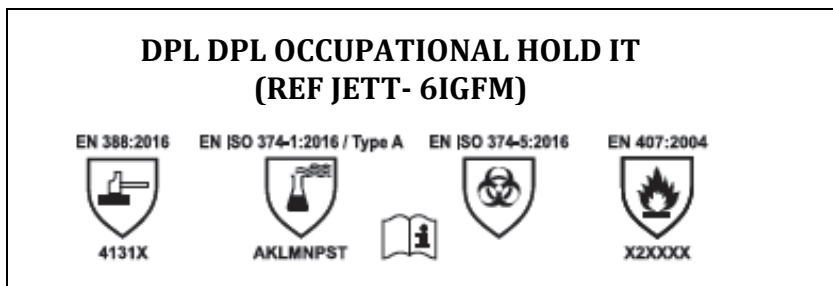 DPL DPL OCCUPATIONAL HOLD IT
(REF JETT- 6IGFM)
EN 388:2016 EN ISO 374-1:2016 / Type A EN ISO 374-5:2016 EN 407:2004
4131X AKLMNPST i X2XXXX